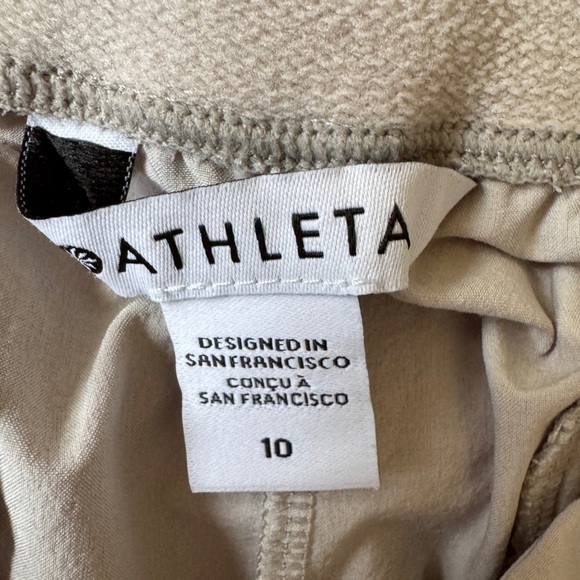 ATHLETA
DESIGNED IN
SAN FRANCISCO
CONÇU À
SAN FRANCISCO
10